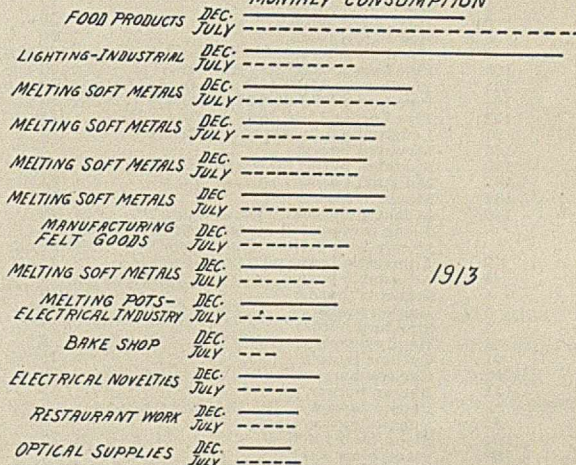 MONTHLY CONSUMPTION
FOOD PRODUCTS DEC.
JULY
LIGHTING-INDUSTRIAL DEC.
JULY
MELTING SOFT METALS DEC.
JULY
MELTING SOFT METALS DEC.
JULY
MELTING SOFT METALS DEC.
JULY
MELTING SOFT METALS DEC
JULY
MANUFACTURING
FELT GOODS DEC.
JULY
MELTING SOFT METALS DEC.
JULY
1913
MELTING POTS- DEC.
ELECTRICAL INDUSTRY JULY
BAKE SHOP DEC.
JULY
ELECTRICAL NOVELTIES DEC.
JULY
RESTAURANT WORK DEC.
JULY
OPTICAL SUPPLIES DEC.
JULY